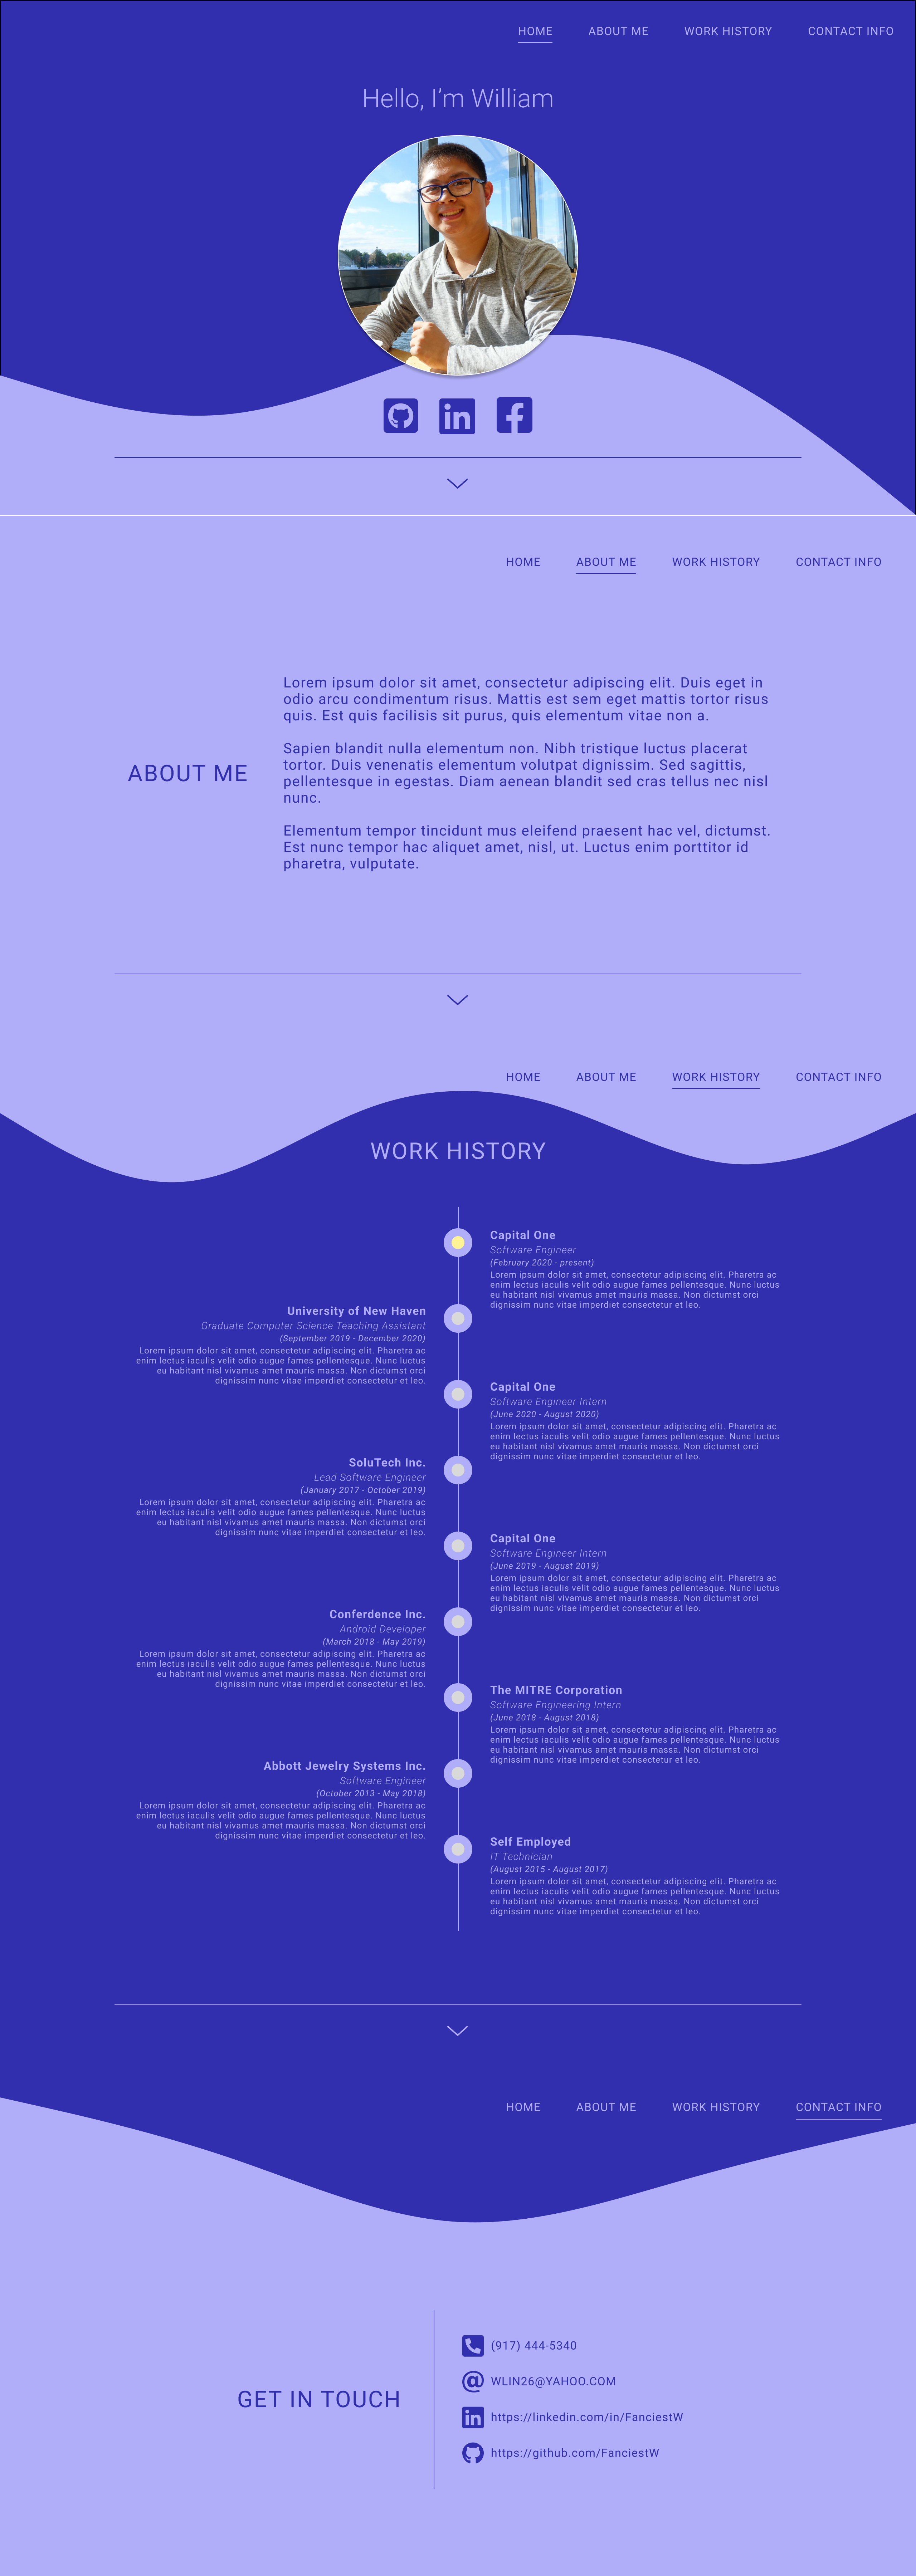 HOME ABOUT ME WORK HISTORY CONTACT INFO
Hello, I'm William
HOME ABOUT ME WORK HISTORY CONTACT INFO
ABOUT ME
Lorem ipsum dolor sit amet, consectetur adipiscing elit. Duis eget in
odio arcu condimentum risus. Mattis est sem eget mattis tortor risus
quis. Est quis facilisis sit purus, quis elementum vitae non a.
Sapien blandit nulla elementum non. Nibh tristique luctus placerat
tortor. Duis venenatis elementum volutpat dignissim. Sed sagittis,
pellentesque in egestas. Diam aenean blandit sed cras tellus nec nisl
nunc.
Elementum tempor tincidunt mus eleifend praesent hac vel, dictumst.
Est nunc tempor hac aliquet amet, nisl, ut. Luctus enim porttitor id
pharetra, vulputate.
HOME ABOUT ME WORK HISTORY CONTACT INFO
WORK HISTORY
Capital One
Software Engineer
(February 2020 - present)
Lorem ipsum dolor sit amet, consectetur adipiscing elit. Pharetra ac
enim lectus iaculis velit odio augue fames pellentesque. Nunc luctus
eu habitant nisl vivamus amet mauris massa. Non dictumst orci
dignissim nunc vitae imperdiet consectetur et leo.
University of New Haven
Graduate Computer Science Teaching Assistant
(September 2019 - December 2020)
Lorem ipsum dolor sit amet, consectetur adipiscing elit. Pharetra ac
enim lectus iaculis velit odio augue fames pellentesque. Nunc luctus
eu habitant nisl vivamus amet mauris massa. Non dictumst orci
dignissim nunc vitae imperdiet consectetur et leo.
Capital One
Software Engineer Intern
(June 2020 - August 2020)
Lorem ipsum dolor sit amet, consectetur adipiscing elit. Pharetra ac
enim lectus iaculis velit odio augue fames pellentesque. Nunc luctus
eu habitant nisl vivamus amet mauris massa. Non dictumst orci
dignissim nunc vitae imperdiet consectetur et leo.
SoluTech Inc.
Lead Software Engineer
(January 2017 - October 2019)
Lorem ipsum dolor sit amet, consectetur adipiscing elit. Pharetra ac
enim lectus iaculis velit odio augue fames pellentesque. Nunc luctus
eu habitant nisl vivamus amet mauris massa. Non dictumst orci
dignissim nunc vitae imperdiet consectetur et leo.
Capital One
Software Engineer Intern
(June 2019 - August 2019)
Lorem ipsum dolor sit amet, consectetur adipiscing elit. Pharetra ac
enim lectus iaculis velit odio augue fames pellentesque. Nunc luctus
eu habitant nisl vivamus amet mauris massa. Non dictumst orci
dignissim nunc vitae imperdiet consectetur et leo.
Conferdence Inc.
Android Developer
(March 2018 - May 2019)
Lorem ipsum dolor sit amet, consectetur adipiscing elit. Pharetra ac
enim lectus iaculis velit odio augue fames pellentesque. Nunc luctus
eu habitant nisl vivamus amet mauris massa. Non dictumst orci
dignissim nunc vitae imperdiet consectetur et leo.
The MITRE Corporation
Software Engineering Intern
(June 2018 - August 2018)
Lorem ipsum dolor sit amet, consectetur adipiscing elit. Pharetra ac
enim lectus iaculis velit odio augue fames pellentesque. Nunc luctus
eu habitant nisl vivamus amet mauris massa. Non dictumst orci
dignissim nunc vitae imperdiet consectetur et leo.
Abbott Jewelry Systems Inc.
Software Engineer
(October 2013 - May 2018)
Lorem ipsum dolor sit amet, consectetur adipiscing elit. Pharetra ac
enim lectus iaculis velit odio augue fames pellentesque. Nunc luctus
eu habitant nisl vivamus amet mauris massa. Non dictumst orci
dignissim nunc vitae imperdiet consectetur et leo.
Self Employed
IT Technician
(August 2015 - August 2017)
Lorem ipsum dolor sit amet, consectetur adipiscing elit. Pharetra ac
enim lectus iaculis velit odio augue fames pellentesque. Nunc luctus
eu habitant nisl vivamus amet mauris massa. Non dictumst orci
dignissim nunc vitae imperdiet consectetur et leo.
HOME ABOUT ME WORK HISTORY CONTACT INFO
GET IN TOUCH
(917) 444-5340
WLIN26@YAHOO.COM
https://linkedin.com/in/FanciestW
https://github.com/FanciestW